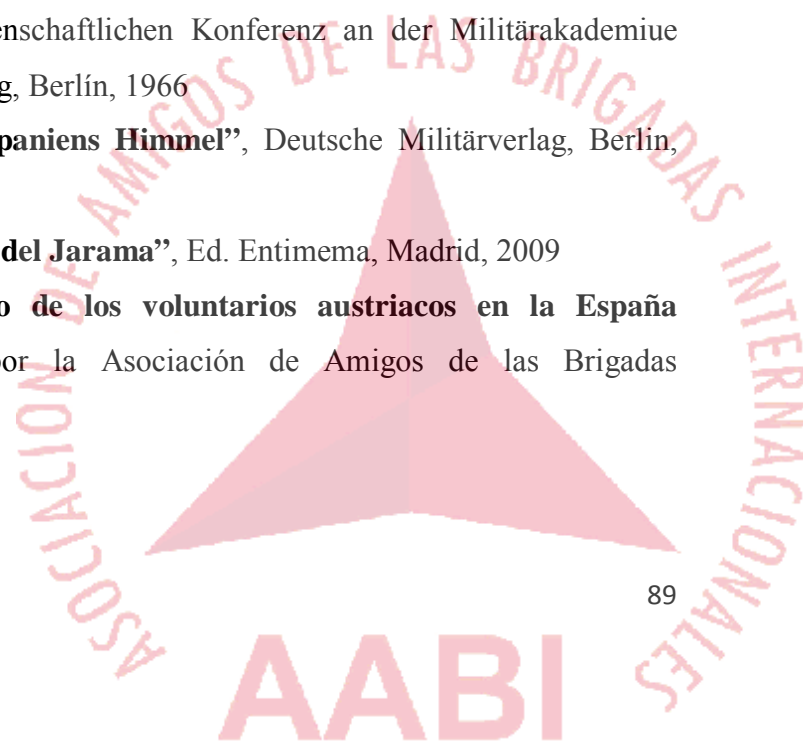 enschaftlichen Konferenz an der Militärakademiue
g, Berlín, 1966
paniens Himmel”, Deutsche Militärverlag, Berlin,
del Jarama”, Ed. Entimema, Madrid, 2009
o de los voluntarios austriacos en la España
por la Asociación de Amigos de las Brigadas
89
ASOCIACION DE AMIGOS DE LAS BRIGADAS INTERNACIONALES
AABI